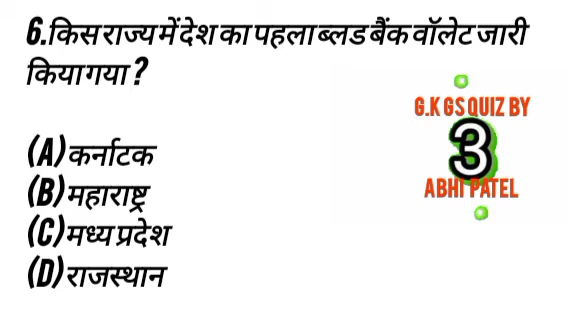 6.किस राज्य में देश का पहला ब्लड बैंक वॉलेट जारी
किया गया ?
G.K GS QUIZ BY
3
ABHI PATEL
(A) कर्नाटक
(B) महाराष्ट्र
(C) मध्य प्रदेश
(D) राजस्थान